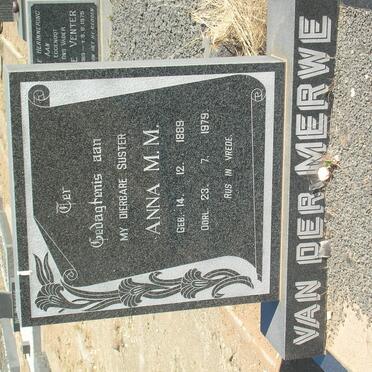 Ter
Gedagtenis aan
MY DIERBARE SUSTER
ANNA M. M.
GEB. 14. 12. 1889
OORL. 23. 7. 1979
RUS IN VREDE.
VAN DER MERWE
AAN
VENTER